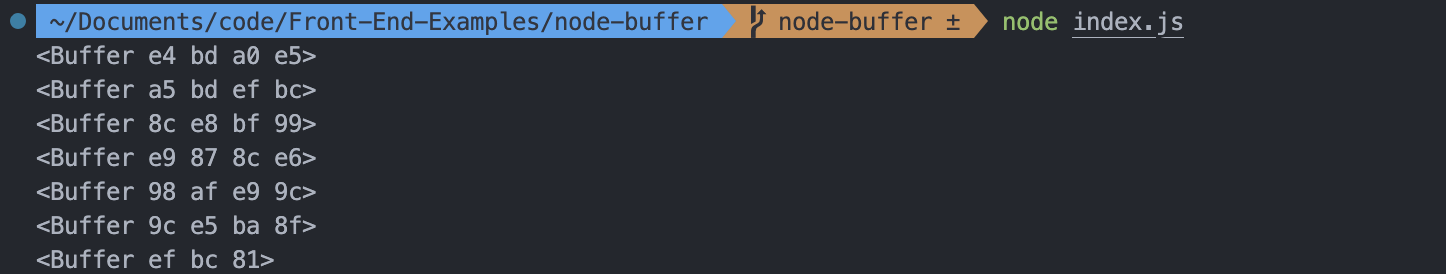 ~/Documents/code/Front-End-Examples/node-buffer node-buffer ± node index.js
<Buffer e4 bd a0 e5>
<Buffer a5 bd ef bc>
<Buffer 8c e8 bf 99>
<Buffer e9 87 8c e6>
<Buffer 98 af e9 9c>
<Buffer 9c e5 ba 8f>
<Buffer ef bc 81>